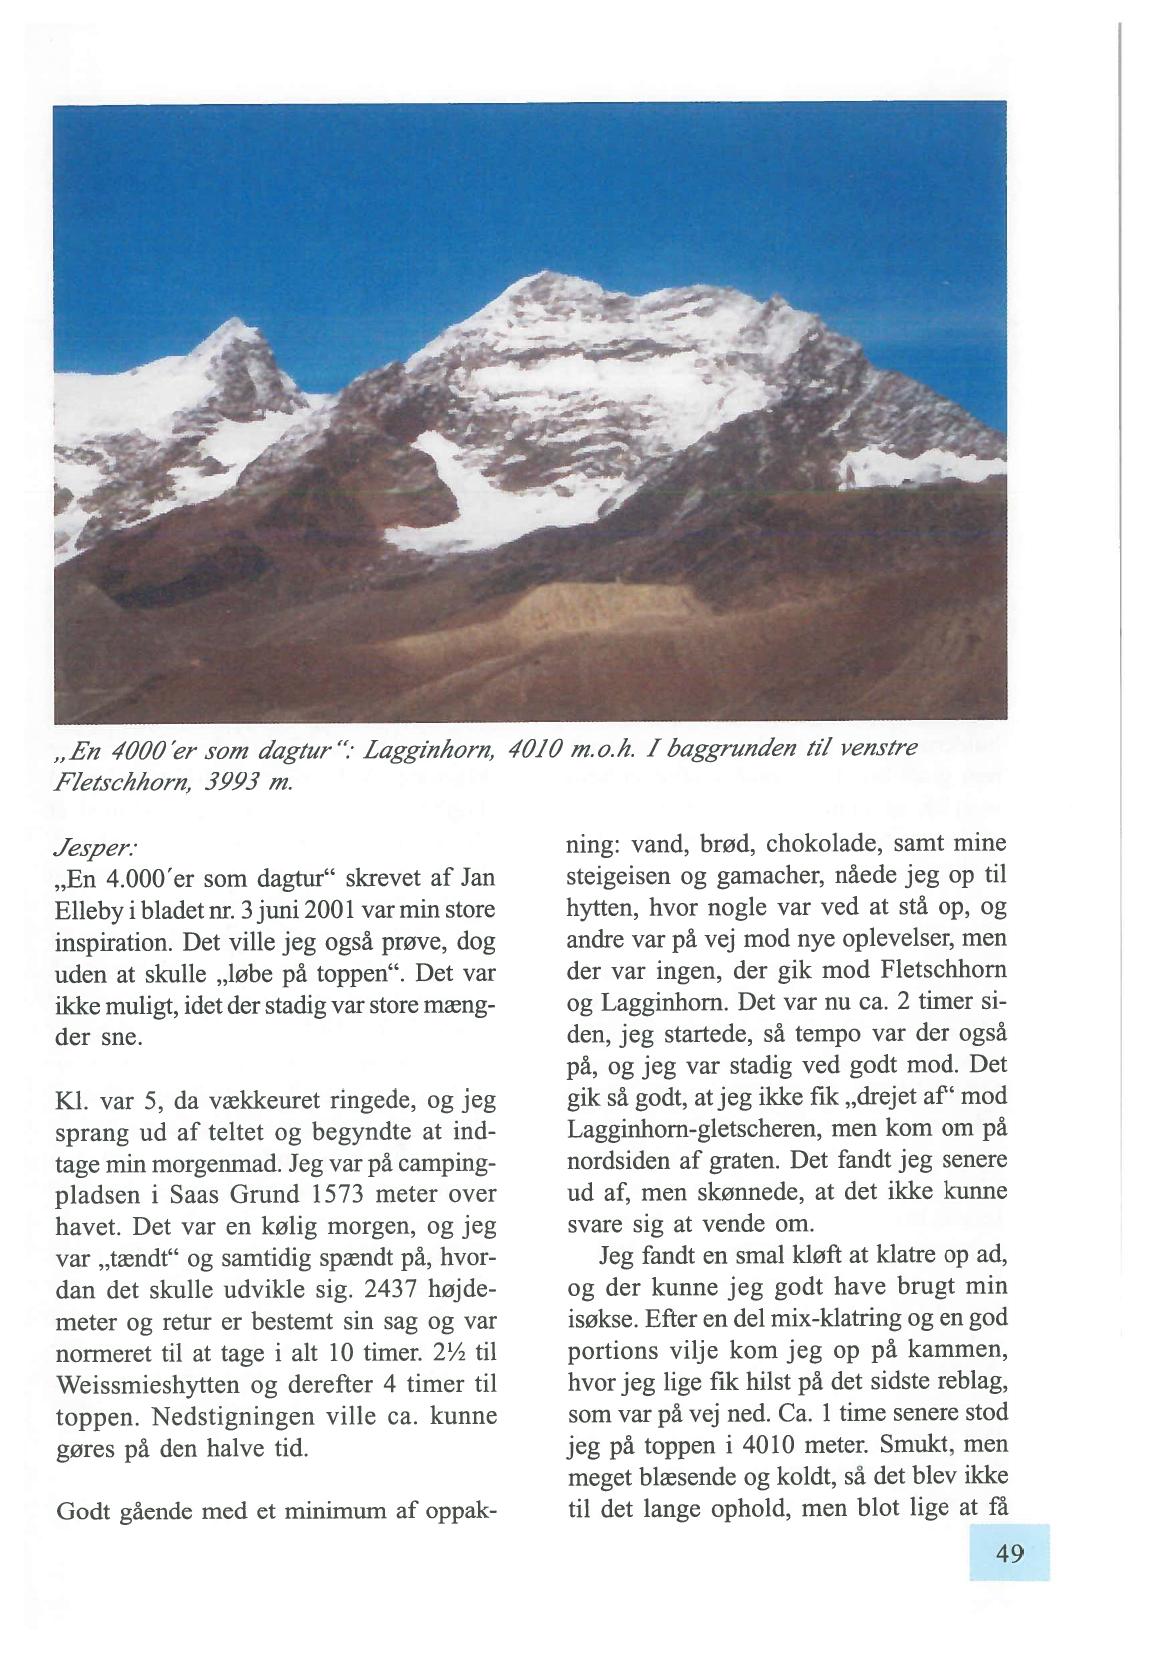 „En 4000´er som dagtur“: Lagginhorn, 4010 m.o.h. I baggrunden til venstre
Fletschhorn, 3993 m.
Jesper:
„En 4.000´er som dagtur“ skrevet af Jan
Elleby i bladet nr. 3 juni 2001 var min store
inspiration. Det ville jeg også prøve, dog
uden at skulle „løbe på toppen“. Det var
ikke muligt, idet der stadig var store mæng-
der sne.
Kl. var 5, da vækkeuret ringede, og jeg
sprang ud af teltet og begyndte at ind-
tage min morgenmad. Jeg var på camping-
pladsen i Saas Grund 1573 meter over
havet. Det var en kølig morgen, og jeg
var „tændt“ og samtidig spændt på, hvor-
dan det skulle udvikle sig. 2437 højde-
meter og retur er bestemt sin sag og var
normeret til at tage i alt 10 timer. 2½ til
Weissmieshytten og derefter 4 timer til
toppen. Nedstigningen ville ca. kunne
gøres på den halve tid.
Godt gående med et minimum af oppak-
ning: vand, brød, chokolade, samt mine
steigeisen og gamacher, nåede jeg op til
hytten, hvor nogle var ved at stå op, og
andre var på vej mod nye oplevelser, men
der var ingen, der gik mod Fletschhorn
og Lagginhorn. Det var nu ca. 2 timer si-
den, jeg startede, så tempo var der også
på, og jeg var stadig ved godt mod. Det
gik så godt, at jeg ikke fik „drejet af“ mod
Lagginhorn-gletscheren, men kom om på
nordsiden af graten. Det fandt jeg senere
ud af, men skønnede, at det ikke kunne
svare sig at vende om.
Jeg fandt en smal kløft at klatre op ad,
og der kunne jeg godt have brugt min
isøkse. Efter en del mix-klatring og en god
portions vilje kom jeg op på kammen,
hvor jeg lige fik hilst på det sidste reblag,
som var på vej ned. Ca. 1 time senere stod
jeg på toppen i 4010 meter. Smukt, men
meget blæsende og koldt, så det blev ikke
til det lange ophold, men blot lige at få
49